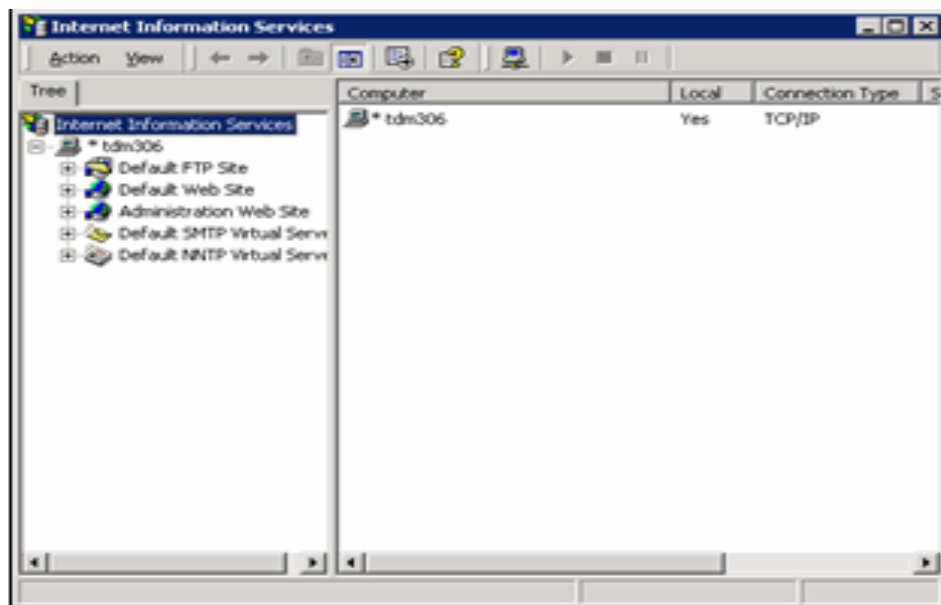 Internet Information Services
Action View
Tree
Computer Local Connection Type S
Internet Information Services
* tdm306
Default FTP Site
Default Web Site
Administration Web Site
Default SMTP Virtual Serve
Default NNTP Virtual Serve
* tdm306 Yes TCP/IP